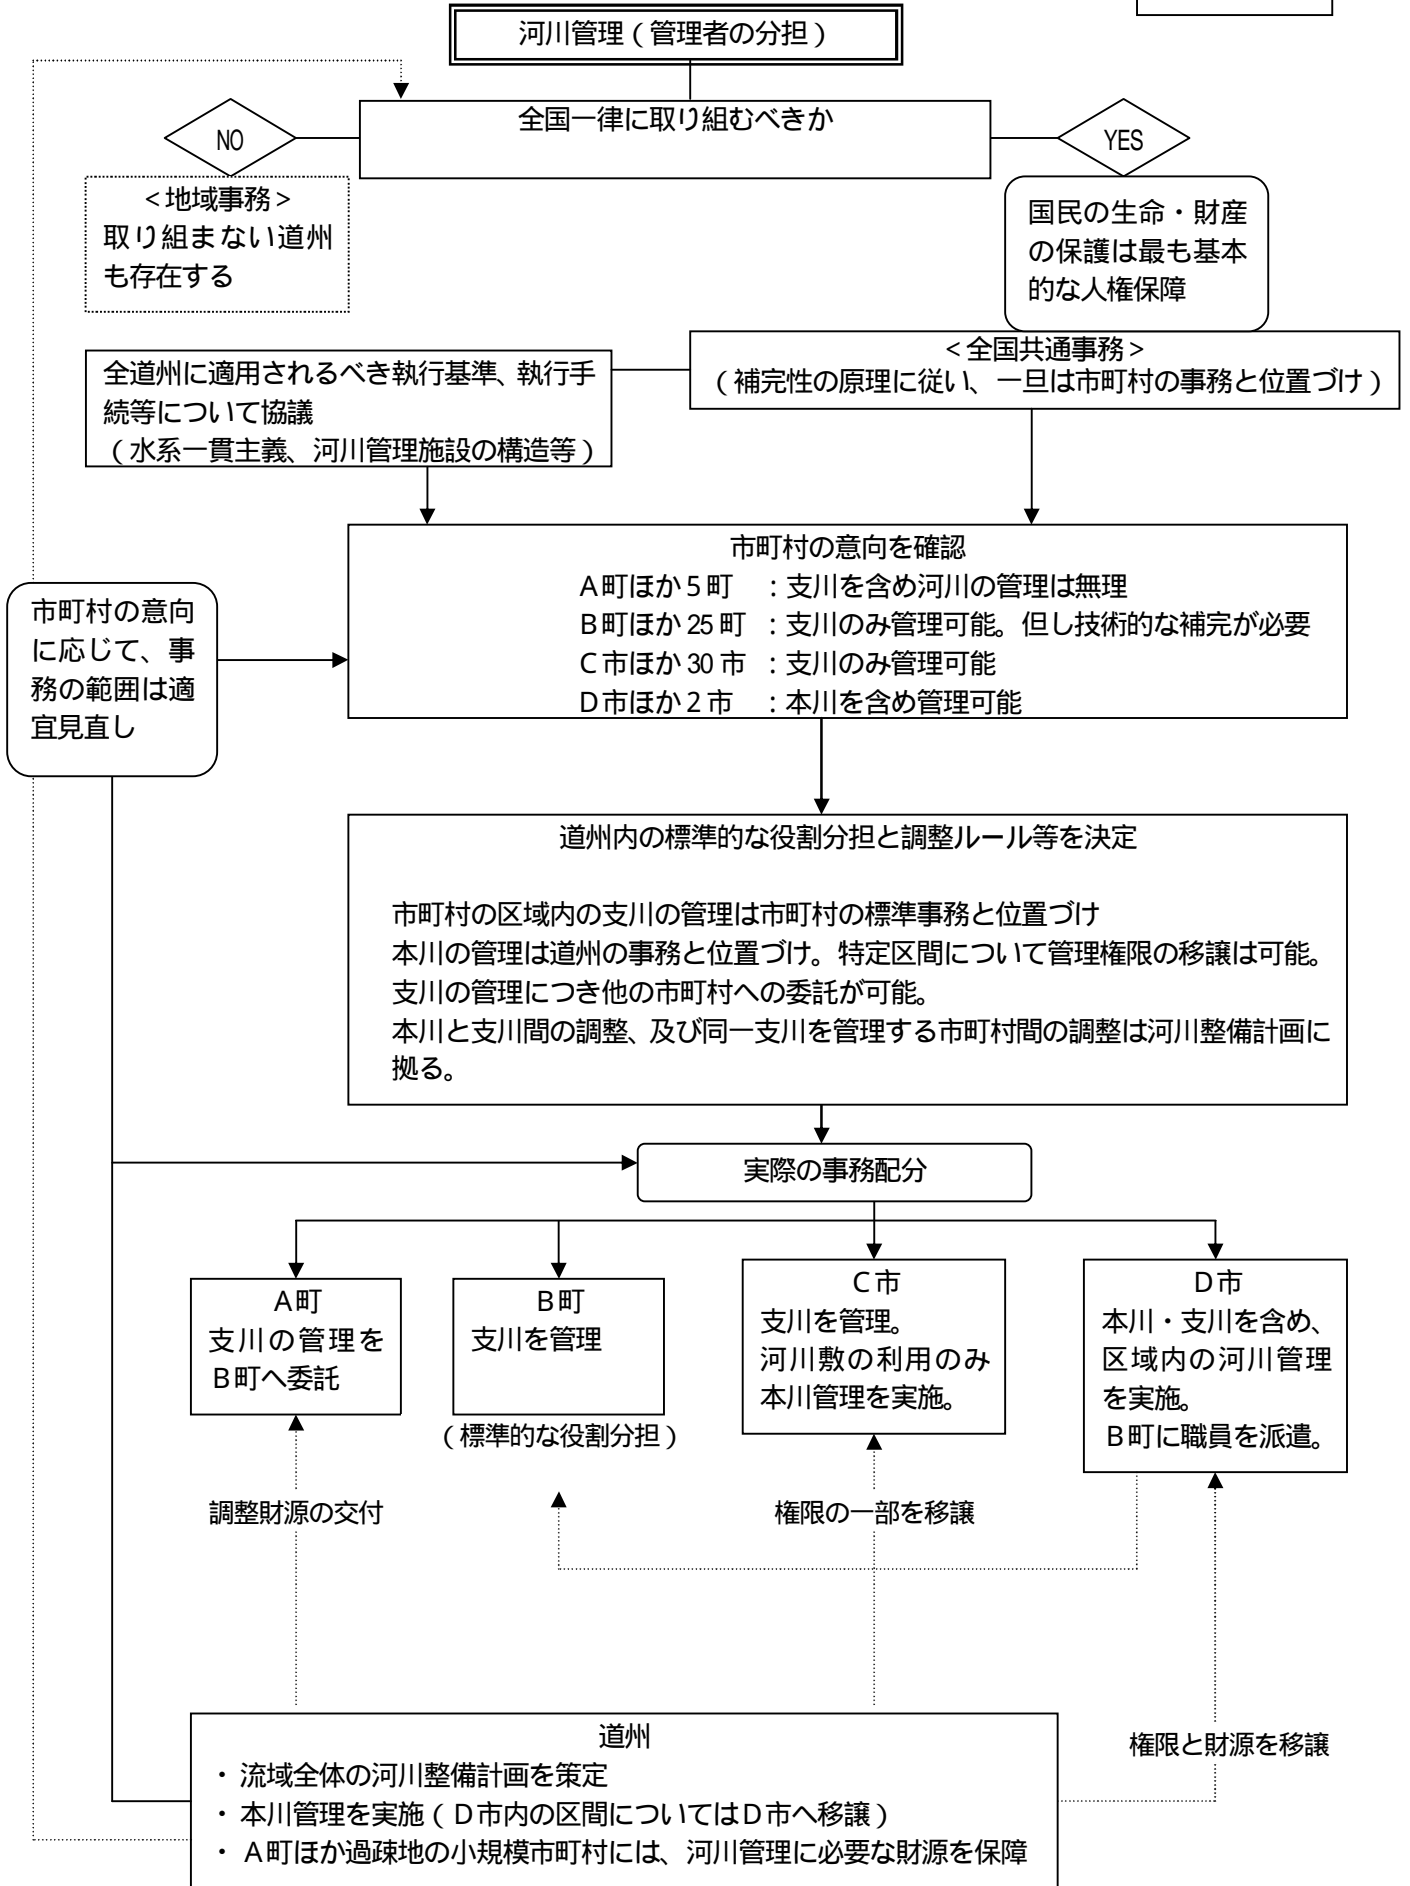 河川管理（管理者の分担）
全国一律に取り組むべきか
NO
YES
<地域事務>
取り組まない道州
も存在する
国民の生命・財産
の保護は最も基本
的な人権保障
<全国共通事務>
（補完性の原理に従い、一旦は市町村の事務と位置づけ）
全道州に適用されるべき執行基準、執行手
続等について協議
（水系一貫主義、河川管理施設の構造等）
市町村の意向を確認
A町ほか5町　：支川を含め河川の管理は無理
B町ほか25町　：支川のみ管理可能。但し技術的な補完が必要
C市ほか30市　：支川のみ管理可能
D市ほか2市　：本川を含め管理可能
市町村の意向
に応じて、事
務の範囲は適
宜見直し
道州内の標準的な役割分担と調整ルール等を決定
市町村の区域内の支川の管理は市町村の標準事務と位置づけ
本川の管理は道州の事務と位置づけ。特定区間について管理権限の移譲は可能。
支川の管理につき他の市町村への委託が可能。
本川と支川間の調整、及び同一支川を管理する市町村間の調整は河川整備計画に
拠る。
実際の事務配分
A町
支川の管理を
B町へ委託
B町
支川を管理
（標準的な役割分担）
C市
支川を管理。
河川敷の利用のみ
本川管理を実施。
D市
本川・支川を含め、
区域内の河川管理
を実施。
B町に職員を派遣。
調整財源の交付
権限の一部を移譲
権限と財源を移譲
道州
・ 流域全体の河川整備計画を策定
・ 本川管理を実施（D市内の区間についてはD市へ移譲）
・ A町ほか過疎地の小規模市町村には、河川管理に必要な財源を保障